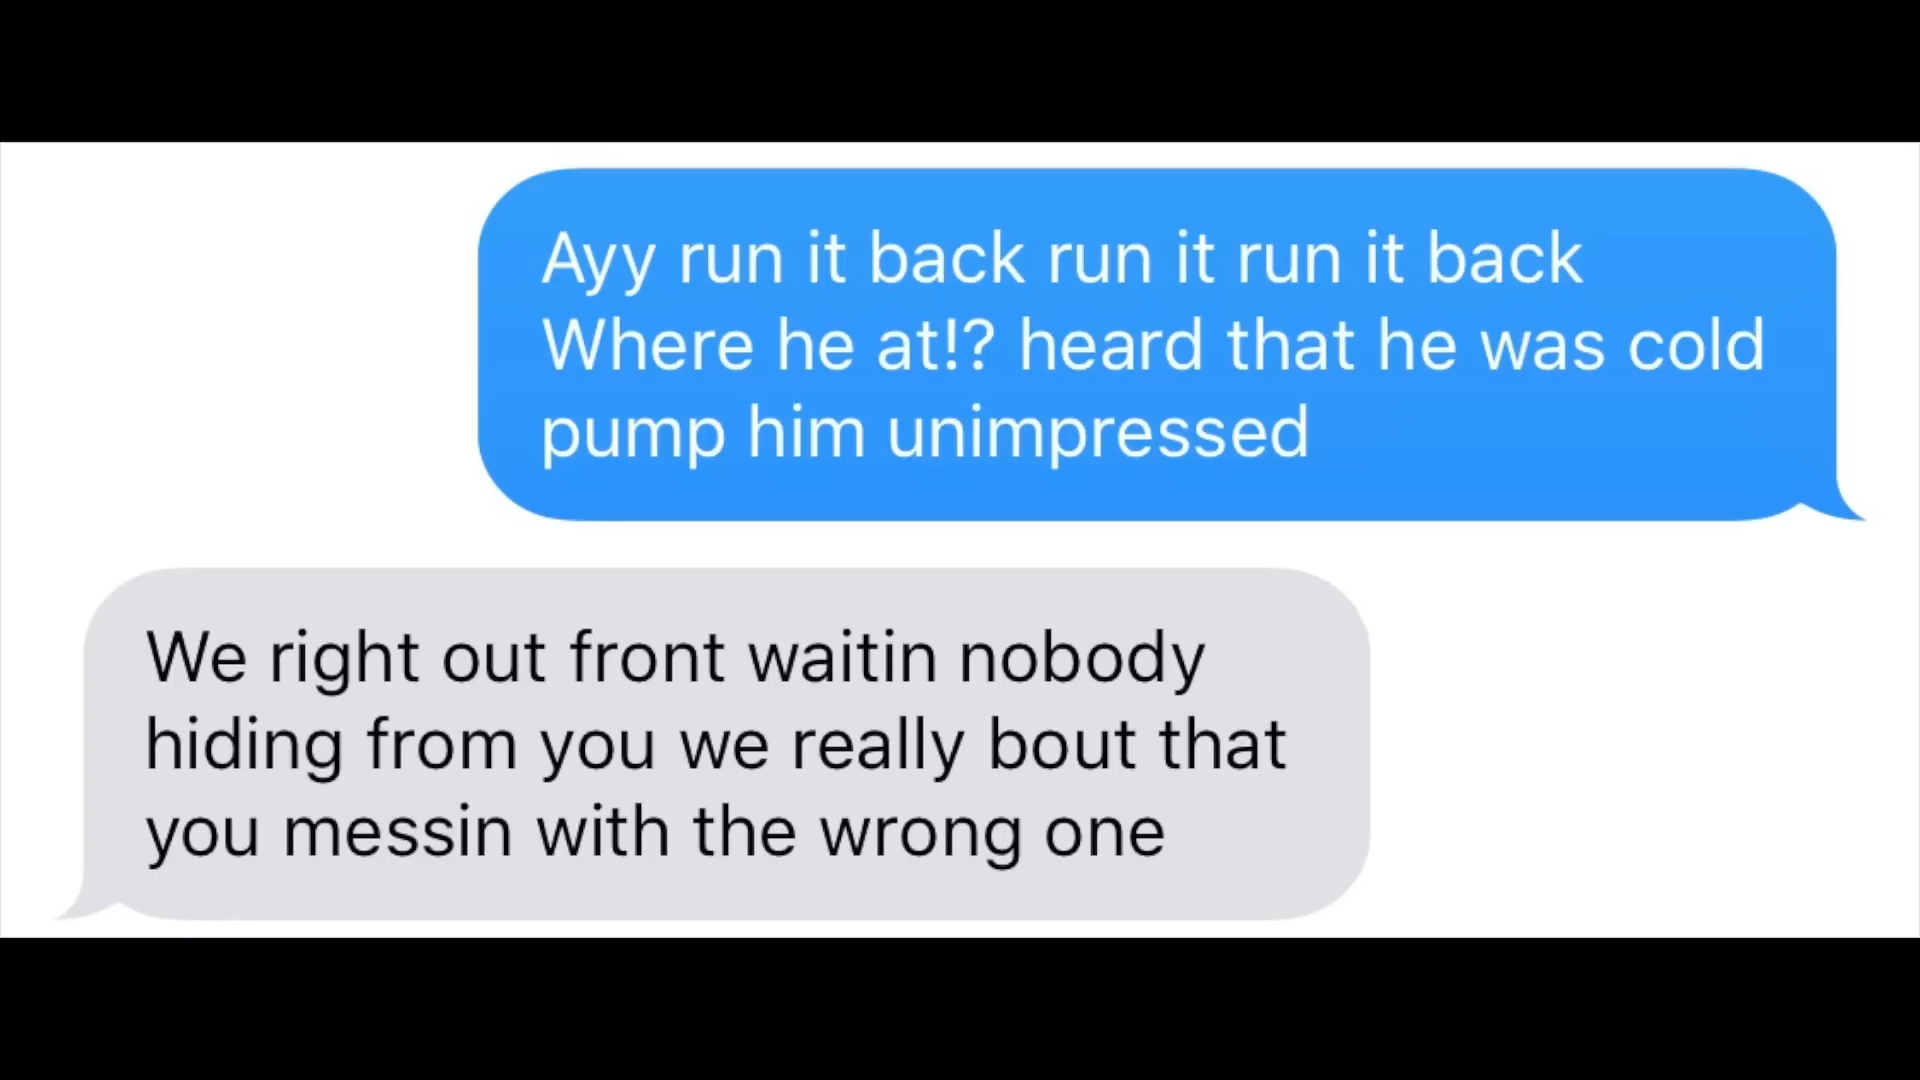 Ayy run it back run it run it back
Where he at!? heard that he was cold
pump him unimpressed
We right out front waitin nobody
hiding from you we really bout that
you messin with the wrong one